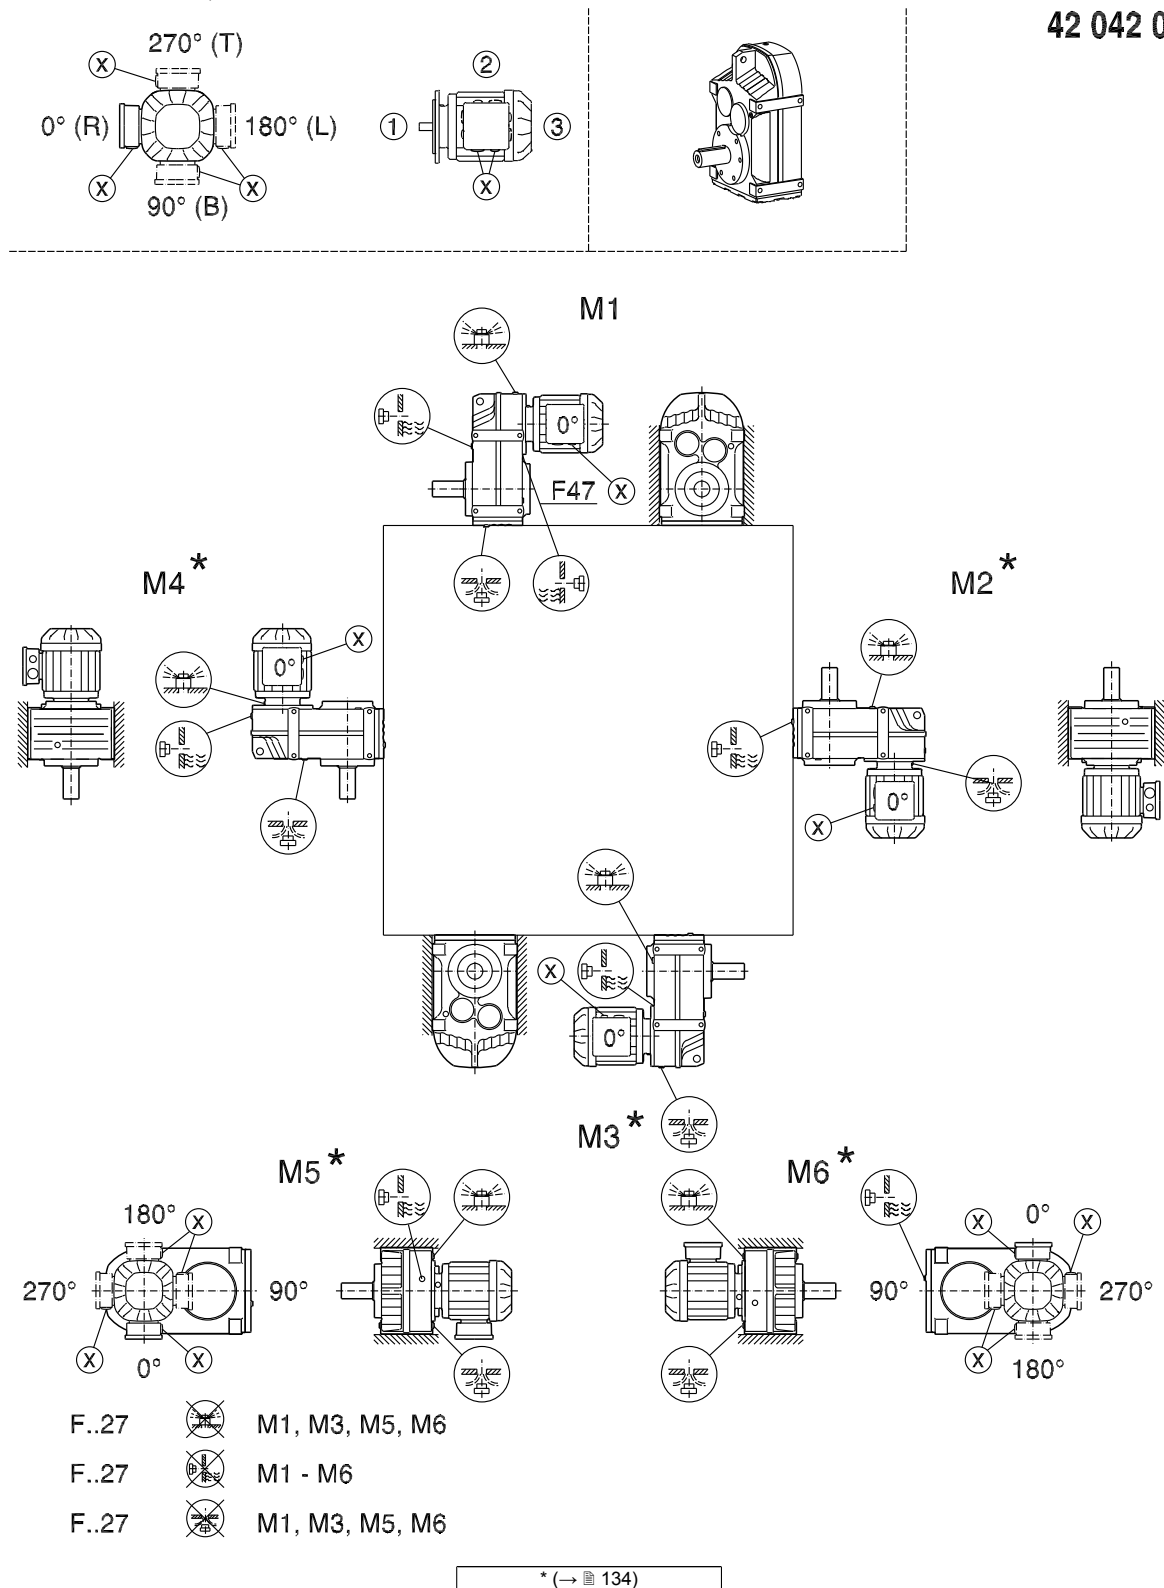 42 042 0
270° (T)
X
2
0° (R)
180° (L)
1
3
X
X
X
90° (B)
M1
0°
F47
X
M4*
M2*
X
0°
0°
X
X
0°
M3*
M5*
M6*
180°
X
X
0°
X
270°
90°
90°
270°
X
0°
X
X
180°
F..27 M1, M3, M5, M6
F..27 M1 - M6
F..27 M1, M3, M5, M6
* (→ 134)